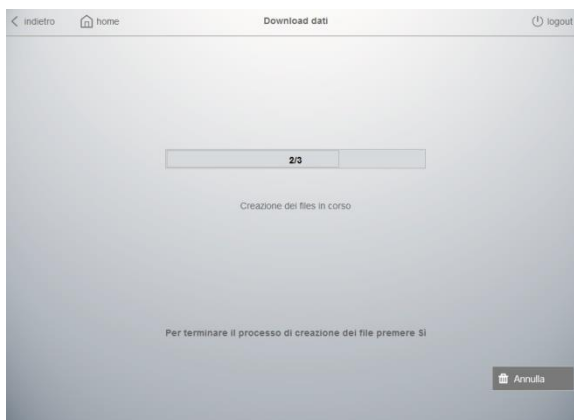 indietro
home
Download dati
logout
2/3
Creazione dei files in corso
Per terminare il processo di creazione dei file premere Si
Annulla